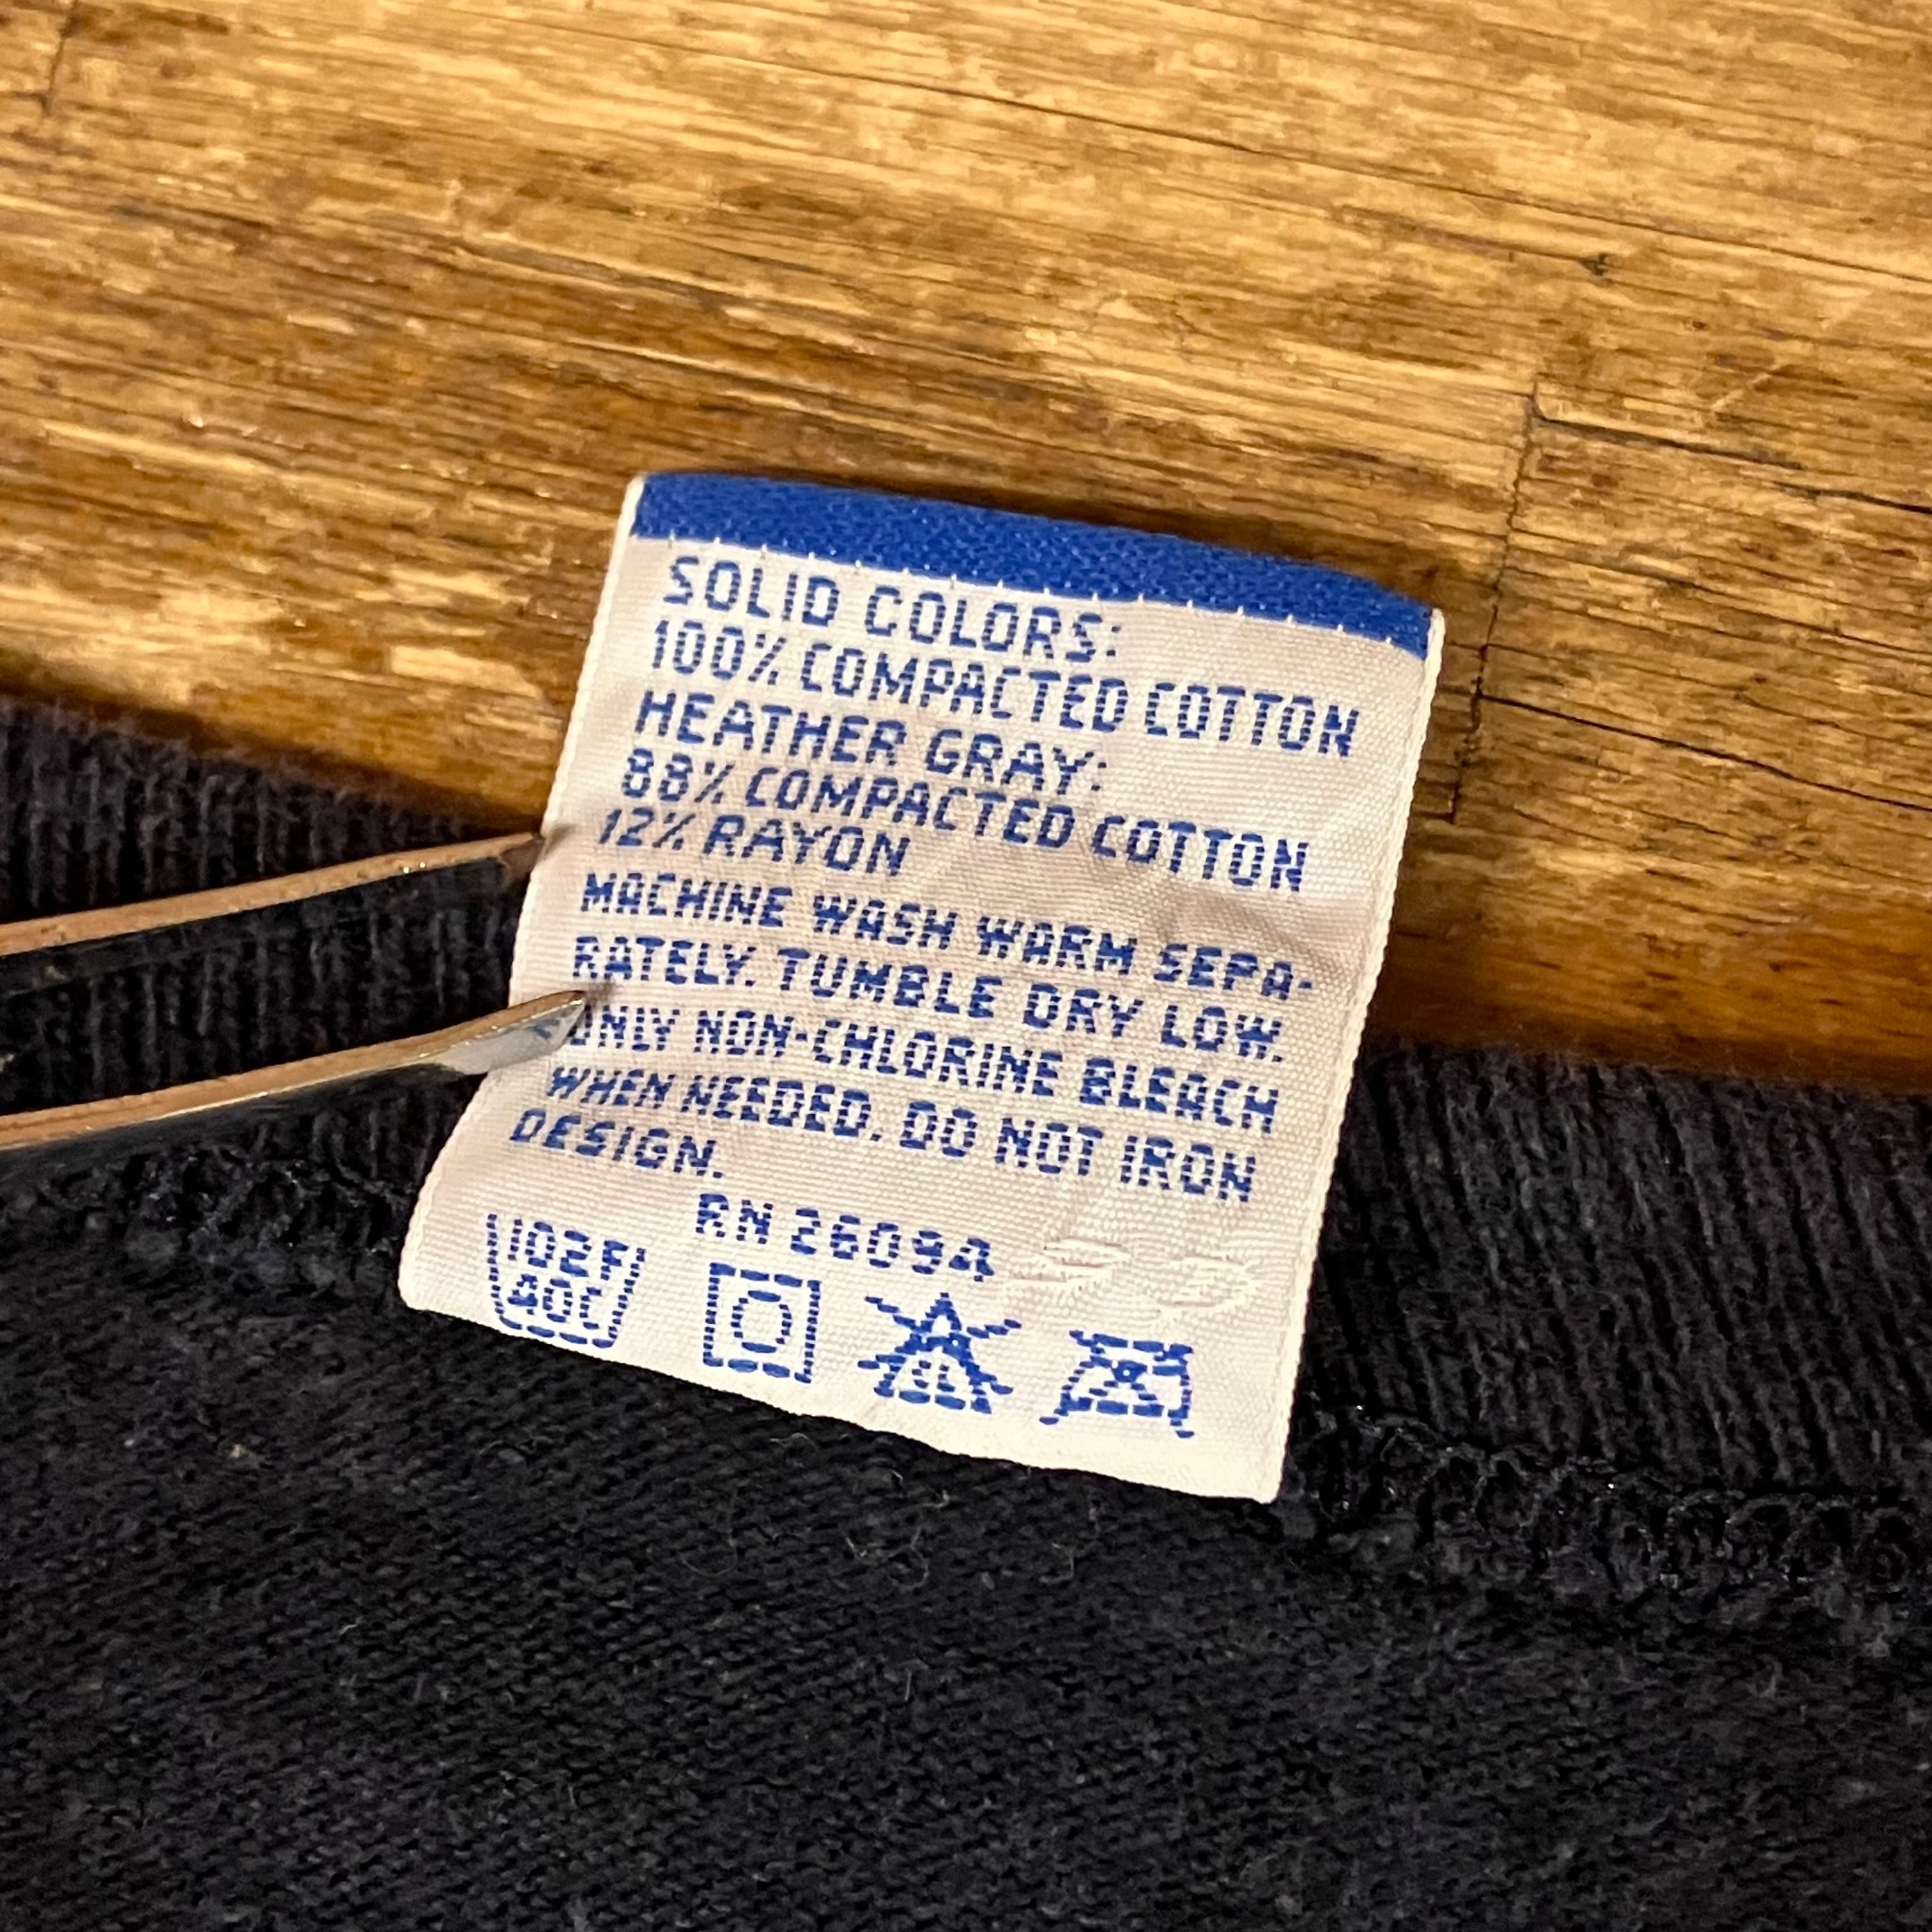 SOLID COLORS:
100% COMPACTED COTTON
HEATHER GRAY:
88% COMPACTED COTTON
12% RAYON
MACHINE WASH WARM SEPA-
RATELY. TUMBLE DRY LOW.
ONLY NON-CHLORINE BLEACH
WHEN NEEDED. DO NOT IRON
DESIGN.
RN 26094
102F
40C
CL